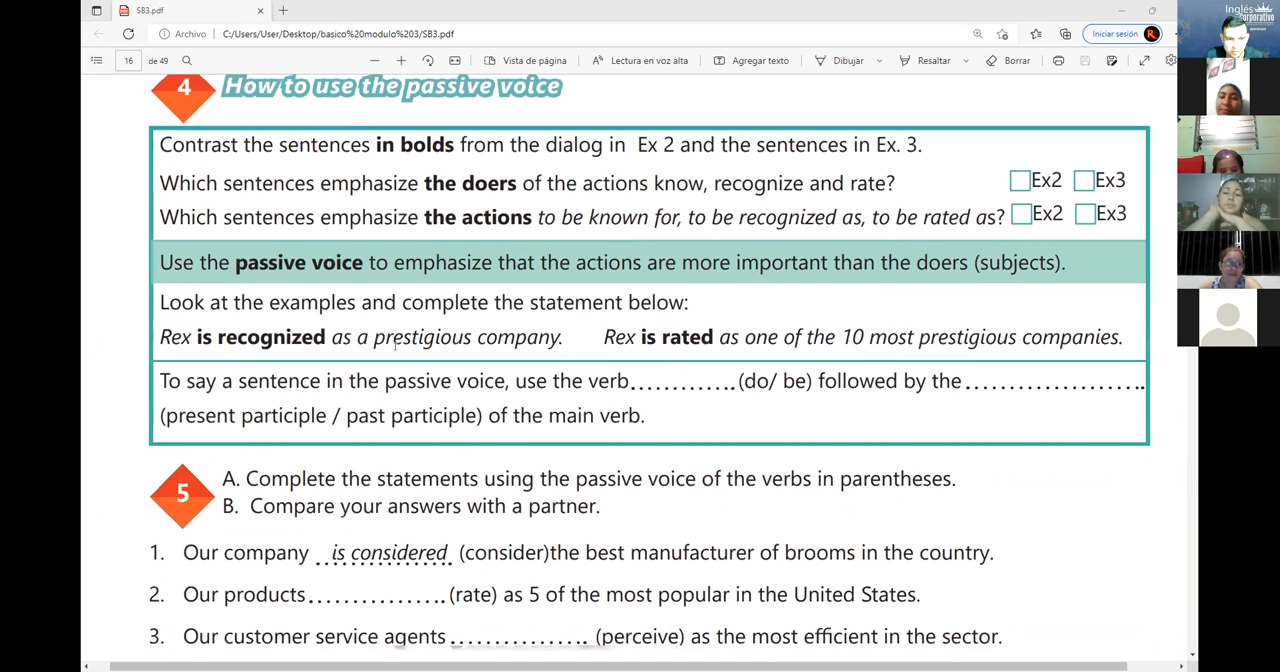 SB3.pdf
Archivo C:/Users/User/Desktop/basico%20modulo%203/SB3.pdf Iniciar sesión R
16 de 49 Vista de página Lectura en voz alta Agregar texto Dibujar Resaltar Borrar
Inglés
Corporativo
4 How to use the passive voice
Contrast the sentences in bolds from the dialog in Ex 2 and the sentences in Ex. 3.
Which sentences emphasize the doers of the actions know, recognize and rate? Ex2 Ex3
Which sentences emphasize the actions to be known for, to be recognized as, to be rated as? Ex2 Ex3
Use the passive voice to emphasize that the actions are more important than the doers (subjects).
Look at the examples and complete the statement below:
Rex is recognized as a prestigious company. Rex is rated as one of the 10 most prestigious companies.
To say a sentence in the passive voice, use the verb............. (do/ be) followed by the .....................
(present participle / past participle) of the main verb.
5 A. Complete the statements using the passive voice of the verbs in parentheses.
B. Compare your answers with a partner.
1. Our company ..is considered.. (consider)the best manufacturer of brooms in the country.
2. Our products................ (rate) as 5 of the most popular in the United States.
3. Our customer service agents ................ (perceive) as the most efficient in the sector.